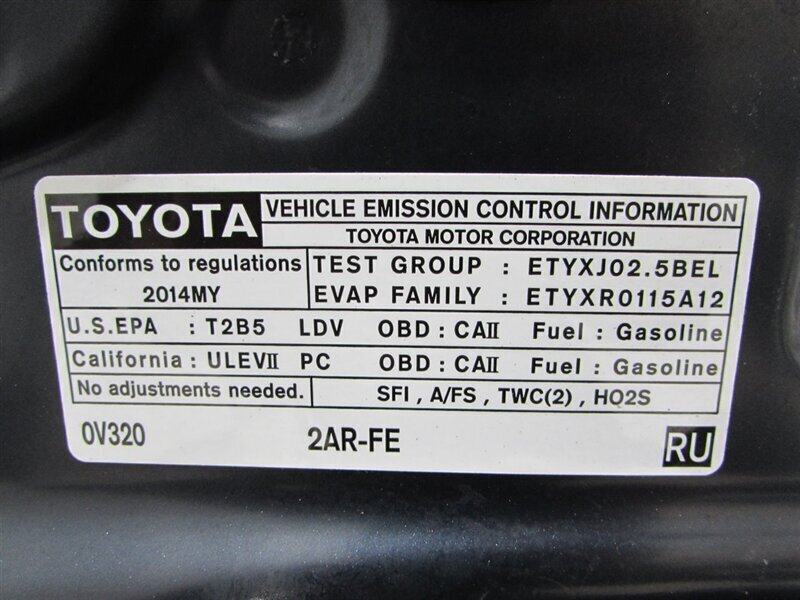 TOYOTA VEHICLE EMISSION CONTROL INFORMATION
TOYOTA MOTOR CORPORATION
Conforms to regulations
2014MY
TEST GROUP : ETYXJ02.5BEL
EVAP FAMILY : ETYXR0115A12
U.S.EPA : T2B5 LDV OBD : CAII Fuel : Gasoline
California : ULEVII PC OBD : CAII Fuel : Gasoline
No adjustments needed. SFI , A/FS , TWC(2) , HO2S
0V320 2AR-FE RU